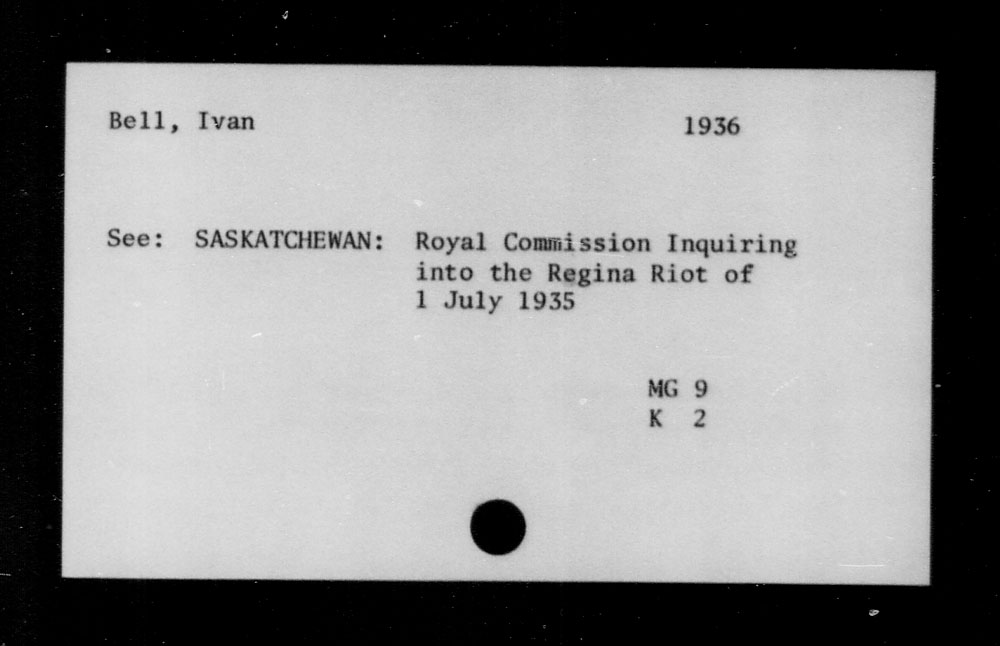 Bell, Ivan 1936
See: SASKATCHEWAN: Royal Commission Inquiring
into the Regina Riot of
1 July 1935
MG 9
K 2